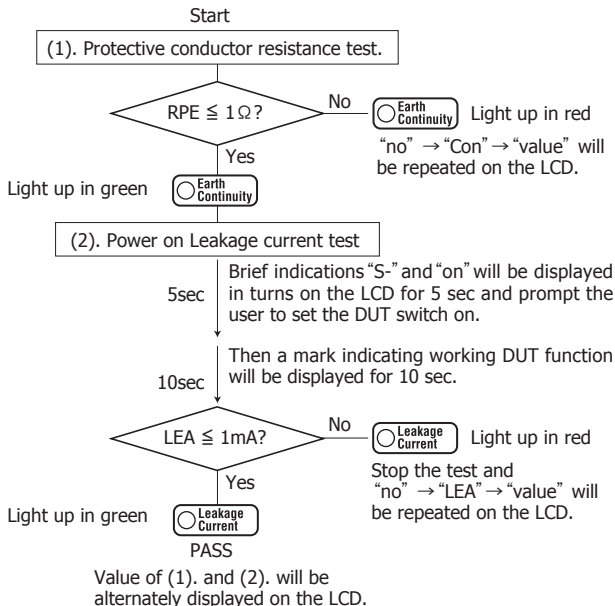 Start
(1). Protective conductor resistance test.
RPE ≦ 1Ω?
No
Earth
Continuity
Light up in red
“no” →“Con”→“value” will
be repeated on the LCD.
Yes
Light up in green
Earth
Continuity
(2). Power on Leakage current test
5sec
Brief indications “S-” and “on” will be displayed
in turns on the LCD for 5 sec and prompt the
user to set the DUT switch on.
10sec
Then a mark indicating working DUT function
will be displayed for 10 sec.
LEA ≦ 1mA?
No
Leakage
Current
Light up in red
Stop the test and
“no” →“LEA”→“value” will
be repeated on the LCD.
Yes
Light up in green
Leakage
Current
PASS
Value of (1). and (2). will be
alternately displayed on the LCD.